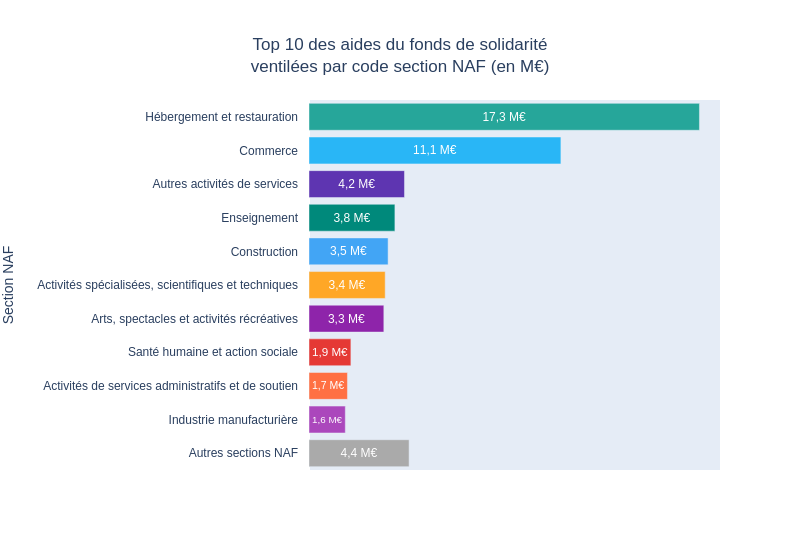 Top 10 des aides du fonds de solidarité
ventilées par code section NAF (en M€)
Section NAF
Hébergement et restauration 17,3 M€
Commerce 11,1 M€
Autres activités de services 4,2 M€
Enseignement 3,8 M€
Construction 3,5 M€
Activités spécialisées, scientifiques et techniques 3,4 M€
Arts, spectacles et activités récréatives 3,3 M€
Santé humaine et action sociale 1,9 M€
Activités de services administratifs et de soutien 1,7 M€
Industrie manufacturière 1,6 M€
Autres sections NAF 4,4 M€